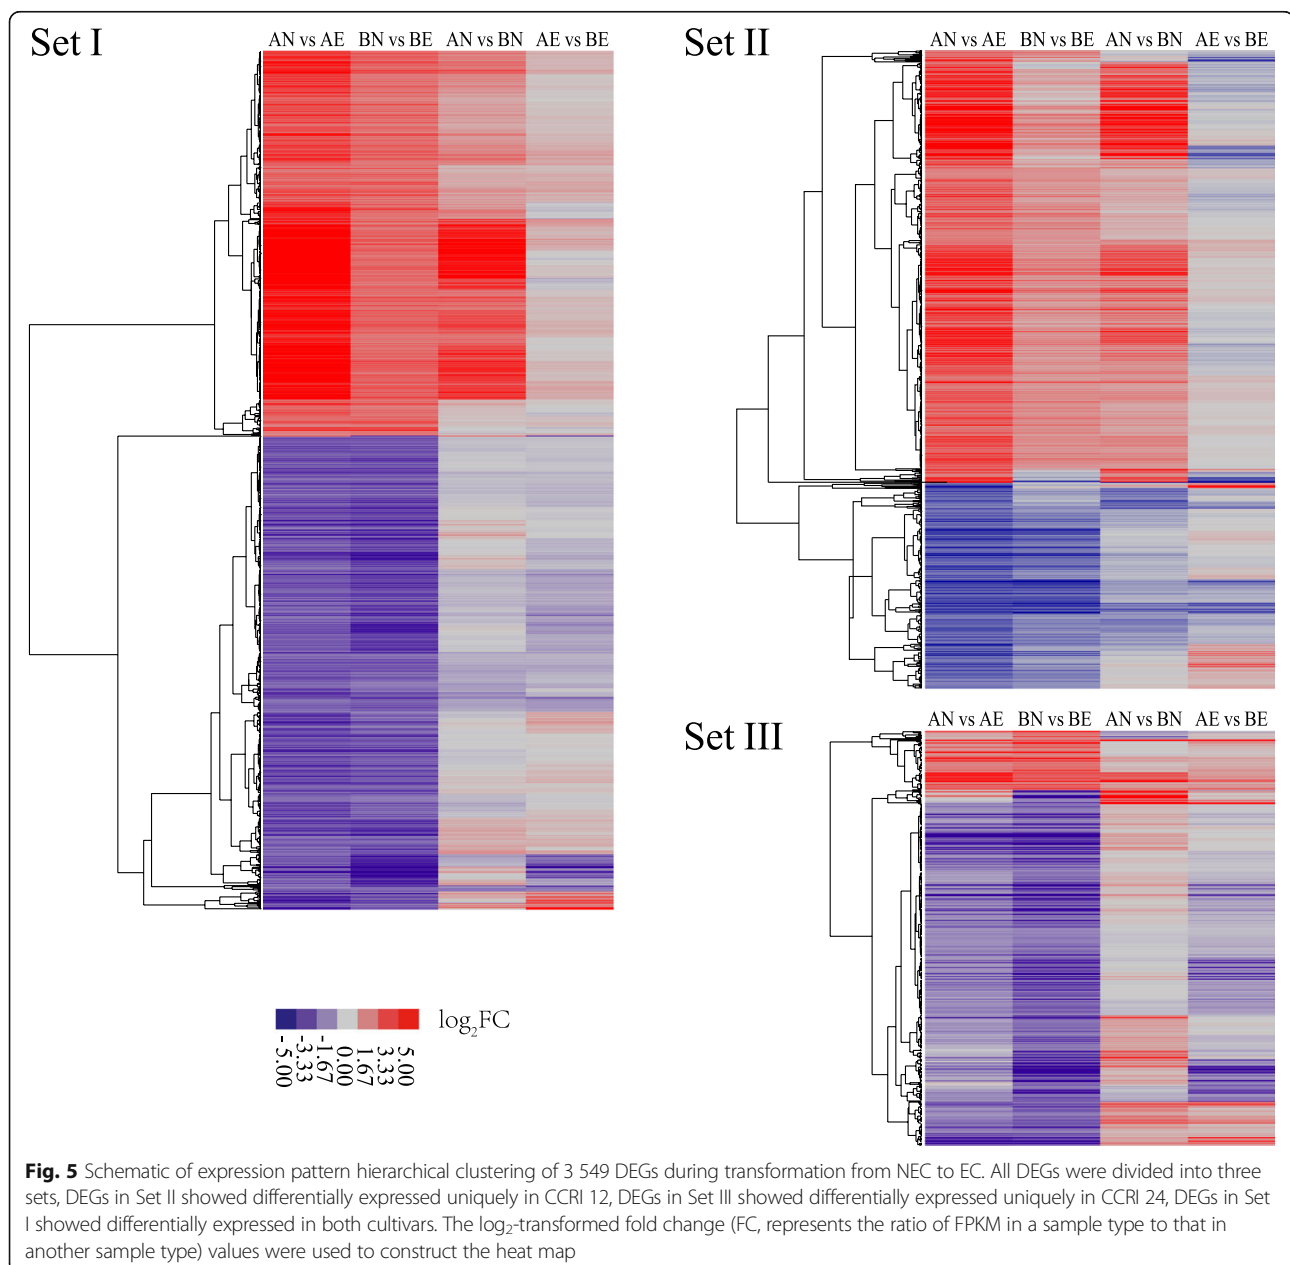 Set I
AN vs AE BN vs BE AN vs BN AE vs BE
Set II
AN vs AE BN vs BE AN vs BN AE vs BE
Set III
AN vs AE BN vs BE AN vs BN AE vs BE
log₂FC
-5.00
-3.33
-1.67
0.00
1.67
3.33
5.00
Fig. 5 Schematic of expression pattern hierarchical clustering of 3 549 DEGs during transformation from NEC to EC. All DEGs were divided into three
sets, DEGs in Set II showed differentially expressed uniquely in CCRI 12, DEGs in Set III showed differentially expressed uniquely in CCRI 24, DEGs in Set
I showed differentially expressed in both cultivars. The log₂-transformed fold change (FC, represents the ratio of FPKM in a sample type to that in
another sample type) values were used to construct the heat map